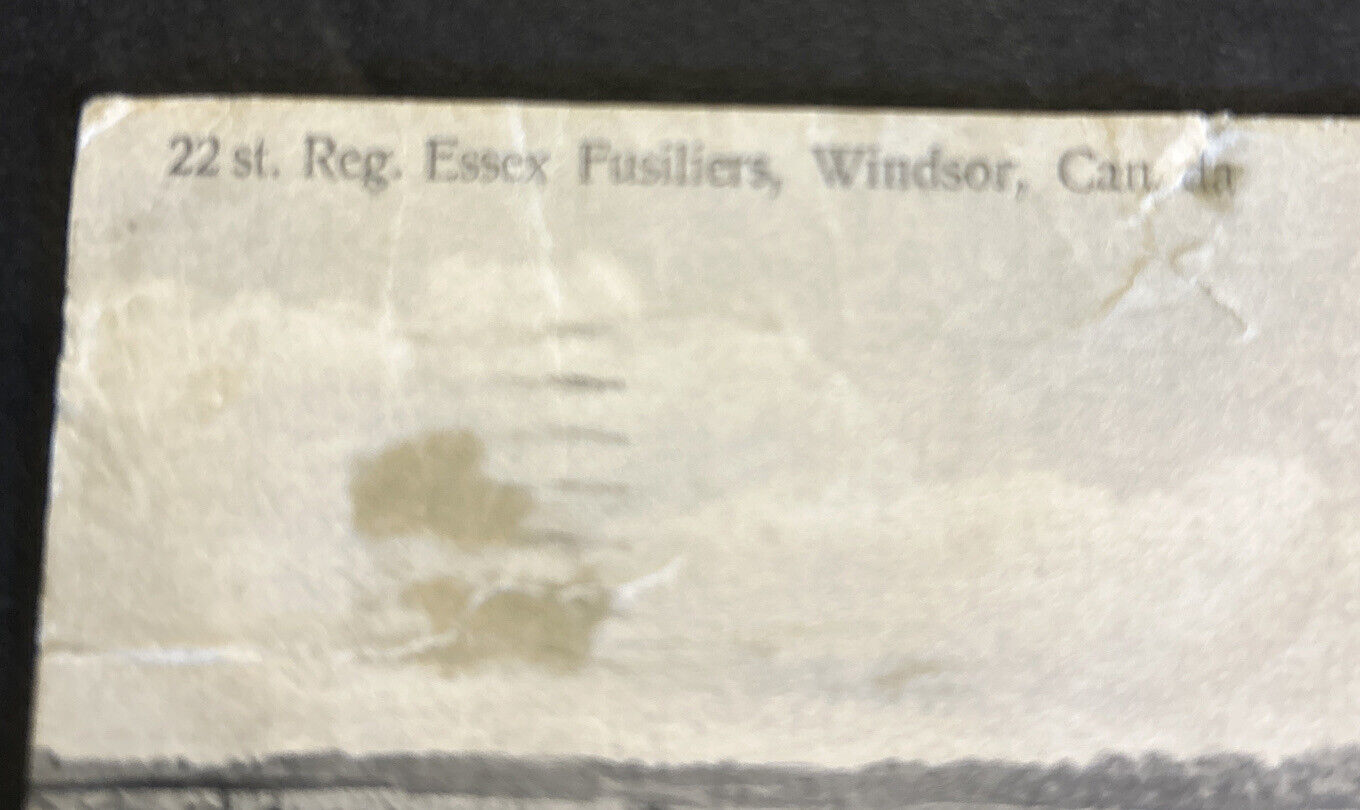 22 st. Reg. Essex Fusiliers, Windsor, Canada